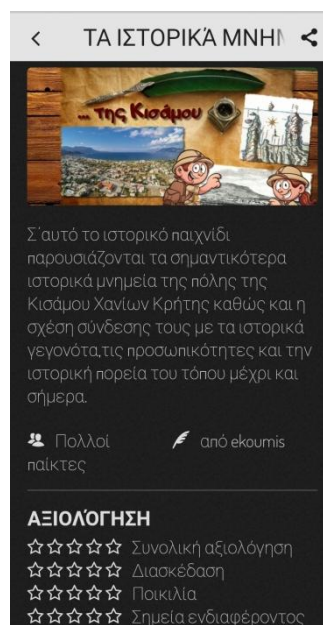 ΤΑ ΙΣΤΟΡΙΚΆ ΜΝΗΜ
... της Κισάμου
Σ΄αυτό το ιστορικό παιχνίδι
παρουσιάζονται τα σημαντικότερα
ιστορικά μνημεία της πόλης της
Κισάμου Χανίων Κρήτης καθώς και η
σχέση σύνδεσης τους με τα ιστορικά
γεγονότα,τις προσωπικότητες και την
ιστορική πορεία του τόπου μέχρι και
σήμερα.
Πολλοί παίκτες
από ekoumis
ΑΞΙΟΛΌΓΗΣΗ
Συνολική αξιολόγηση
Διασκέδαση
Ποικιλία
Σημεία ενδιαφέροντος